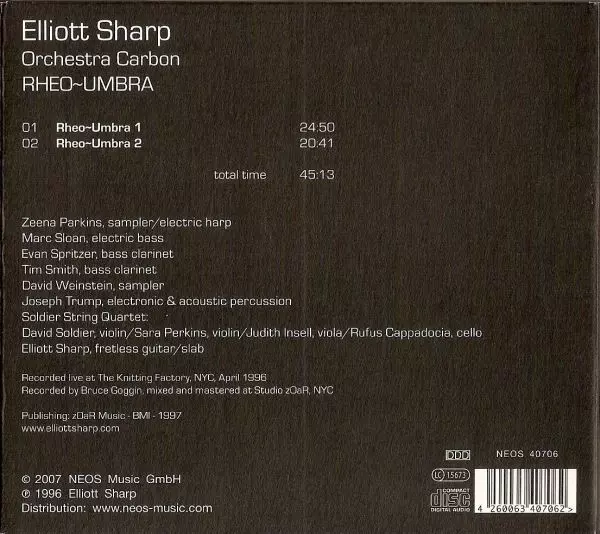 Elliott Sharp
Orchestra Carbon
RHEO~UMBRA
01 Rheo~Umbra 1 24:50
02 Rheo~Umbra 2 20:41
total time 45:13
Zeena Parkins, sampler/electric harp
Marc Sloan, electric bass
Evan Spritzer, bass clarinet
Tim Smith, bass clarinet
David Weinstein, sampler
Joseph Trump, electronic & acoustic percussion
Soldier String Quartet:
David Soldier, violin/Sara Perkins, violin/Judith Insell, viola/Rufus Cappadocia, cello
Elliott Sharp, fretless guitar/slab
Recorded live at The Knitting Factory, NYC, April 1996
Recorded by Bruce Goggin, mixed and mastered at Studio zOaR, NYC
Publishing: zOaR Music - BMI - 1997
www.elliottsharp.com
DDD NEOS 40706
© 2007 NEOS Music GmbH
℗ 1996 Elliott Sharp
Distribution: www.neos-music.com
LC 15673
COMPACT
disc
DIGITAL AUDIO
4 260063 407062